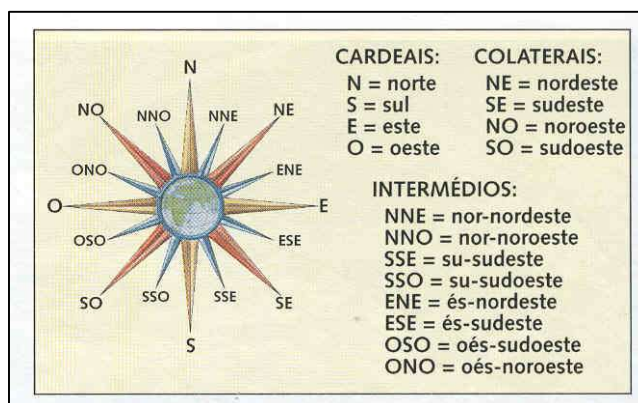 N
NO
NNO
NNE
NE
ONO
ENE
O
E
OSO
ESE
SO
SSO
SSE
SE
S
CARDEAIS:
N = norte
S = sul
E = este
O = oeste
COLATERAIS:
NE = nordeste
SE = sudeste
NO = noroeste
SO = sudoeste
INTERMÉDIOS:
NNE = nor-nordeste
NNO = nor-noroeste
SSE = su-sudeste
SSO = su-sudoeste
ENE = és-nordeste
ESE = és-sudeste
OSO = oés-sudoeste
ONO = oés-noroeste